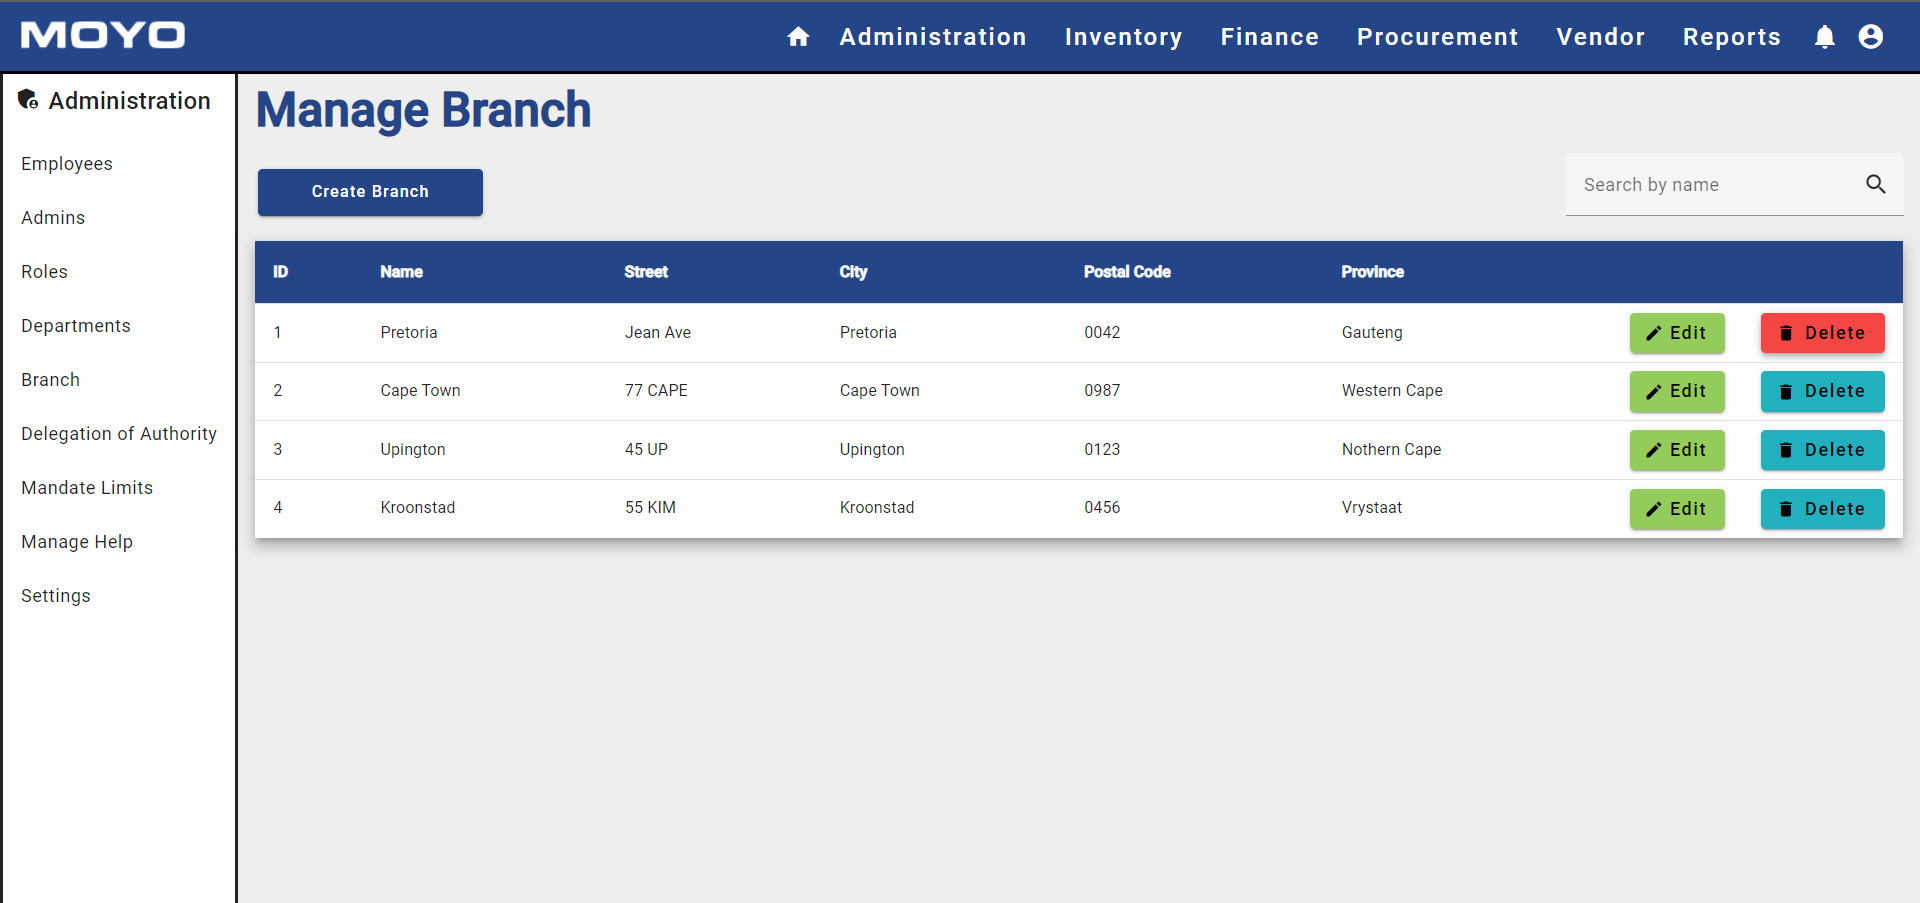 MOYO
Administration Inventory Finance Procurement Vendor Reports
Administration
Employees
Admins
Roles
Departments
Branch
Delegation of Authority
Mandate Limits
Manage Help
Settings
Manage Branch
Create Branch
Search by name
ID Name Street City Postal Code Province
1 Pretoria Jean Ave Pretoria 0042 Gauteng Edit Delete
2 Cape Town 77 CAPE Cape Town 0987 Western Cape Edit Delete
3 Upington 45 UP Upington 0123 Nothern Cape Edit Delete
4 Kroonstad 55 KIM Kroonstad 0456 Vrystaat Edit Delete